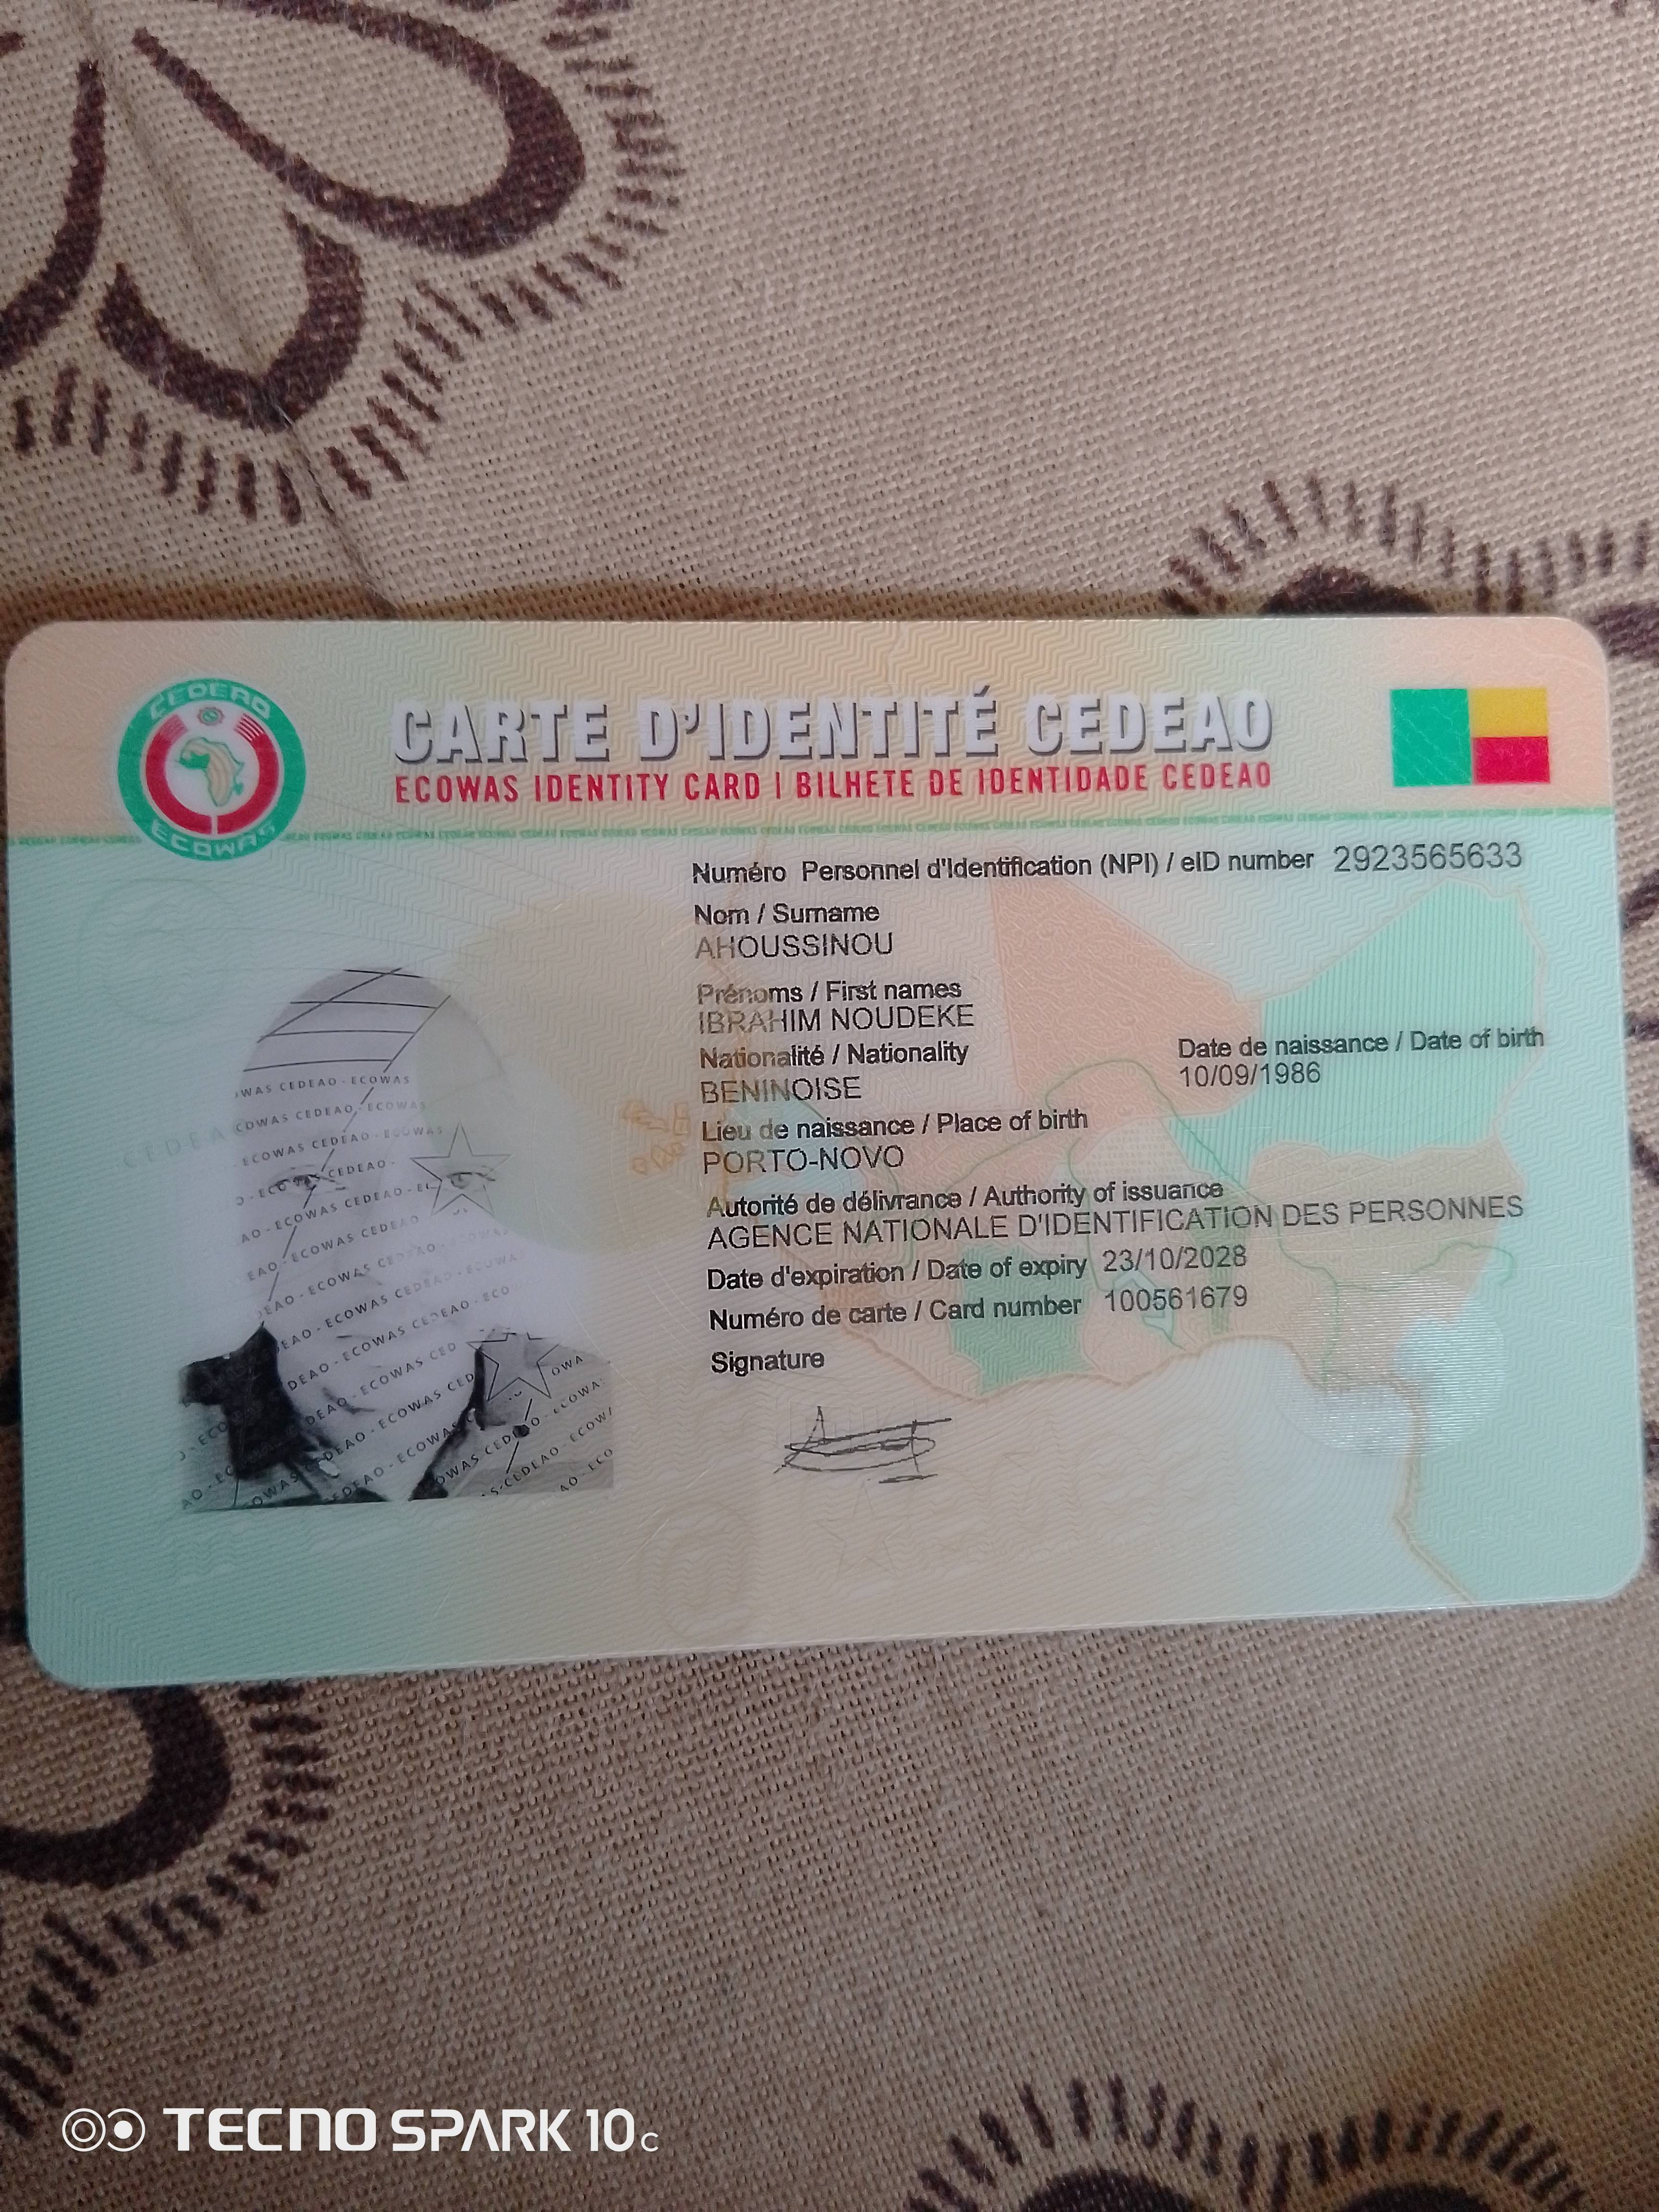 CEDEAO
ECOWAS
CARTE D'IDENTITÉ CEDEAO
ECOWAS IDENTITY CARD | BILHETE DE IDENTIDADE CEDEAO
Numéro Personnel d'Identification (NPI) / eID number 2923565633
Nom / Surname
AHOUSSINOU
Prénoms / First names
IBRAHIM NOUDEKE
Nationalité / Nationality
BENINOISE
Date de naissance / Date of birth
10/09/1986
Lieu de naissance / Place of birth
PORTO-NOVO
Autorité de délivrance / Authority of issuance
AGENCE NATIONALE D'IDENTIFICATION DES PERSONNES
Date d'expiration / Date of expiry 23/10/2028
Numéro de carte / Card number 100561679
Signature
TECNO SPARK 10C